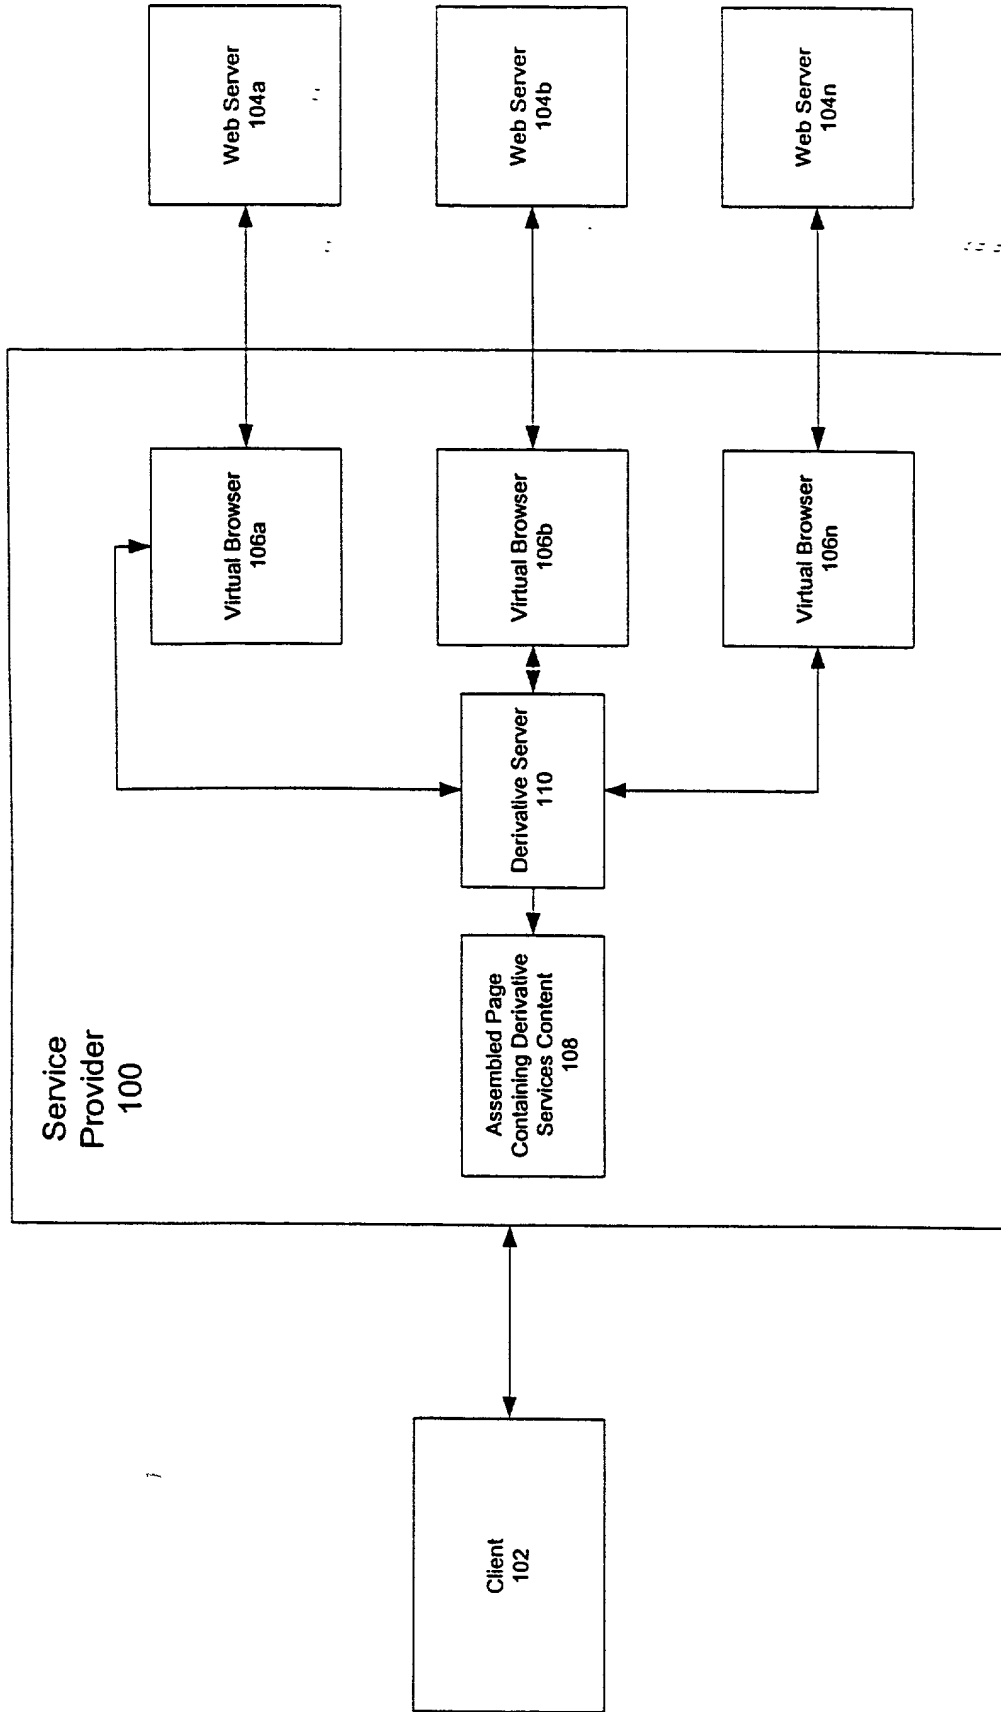 Service
Provider
100
Client
102
Assembled Page
Containing Derivative
Services Content
108
Derivative Server
110
Virtual Browser
106a
Virtual Browser
106b
Virtual Browser
106n
Web Server
104a
Web Server
104b
Web Server
104n